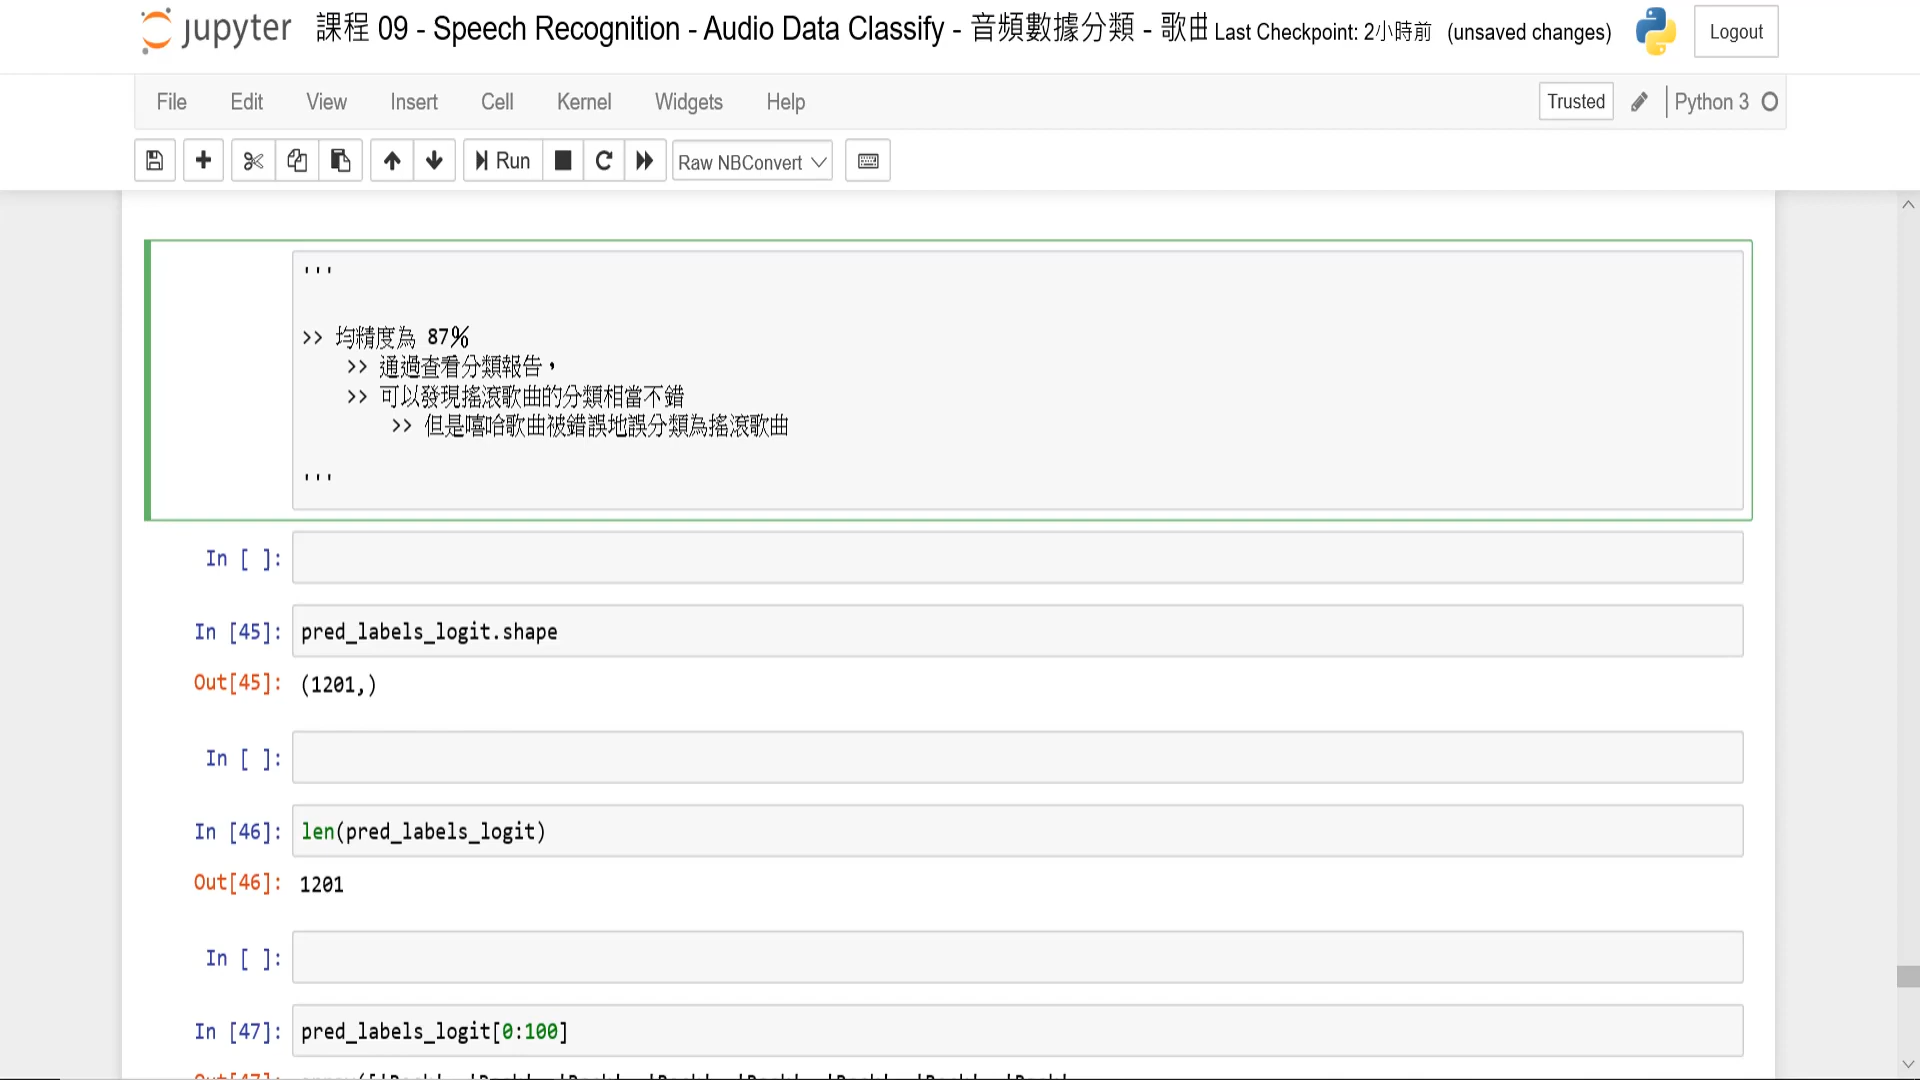 jupyter 課程 09 - Speech Recognition - Audio Data Classify - 音頻數據分類 - 歌曲 Last Checkpoint: 2小時前 (unsaved changes) Logout
File Edit View Insert Cell Kernel Widgets Help Trusted Python 3
Run Raw NBConvert
'''
>> 均精度為 87%
>> 通過查看分類報告，
>> 可以發現搖滾歌曲的分類相當不錯
>> 但是嘻哈歌曲被錯誤地誤分類為搖滾歌曲
'''
In [ ]:
In [45]: pred_labels_logit.shape
Out[45]: (1201,)
In [ ]:
In [46]: len(pred_labels_logit)
Out[46]: 1201
In [ ]:
In [47]: pred_labels_logit[0:100]